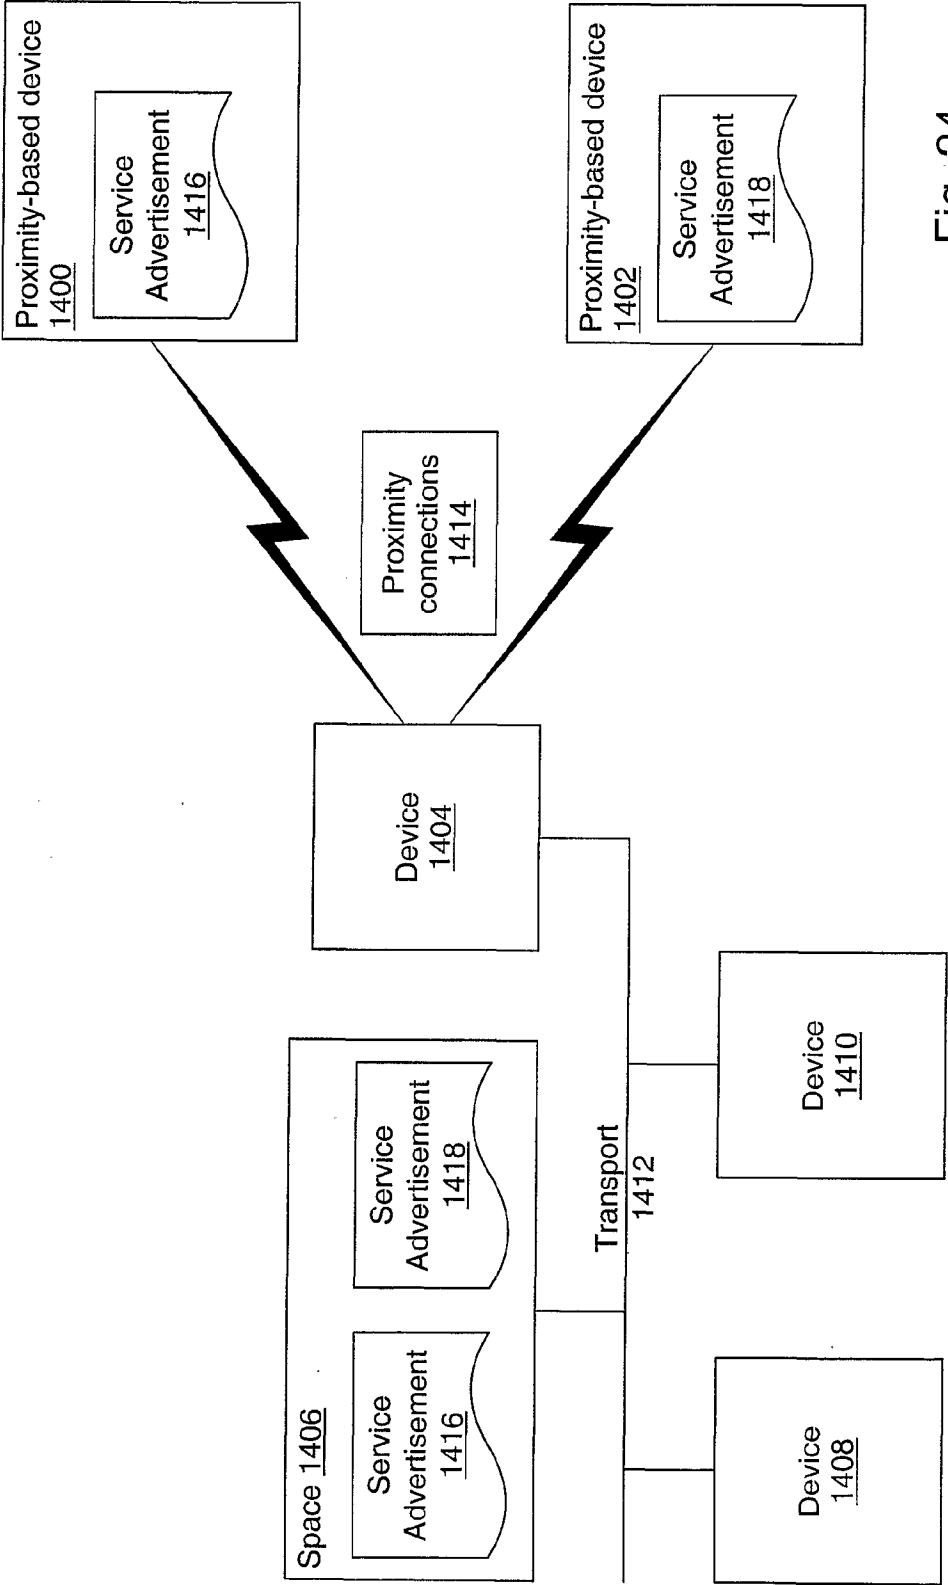 Proximity-based device
1400
Service
Advertisement
1416
Proximity-based device
1402
Service
Advertisement
1418
Proximity
connections
1414
Device
1404
Space 1406
Service
Advertisement
1416
Service
Advertisement
1418
Transport
1412
Device
1410
Device
1408